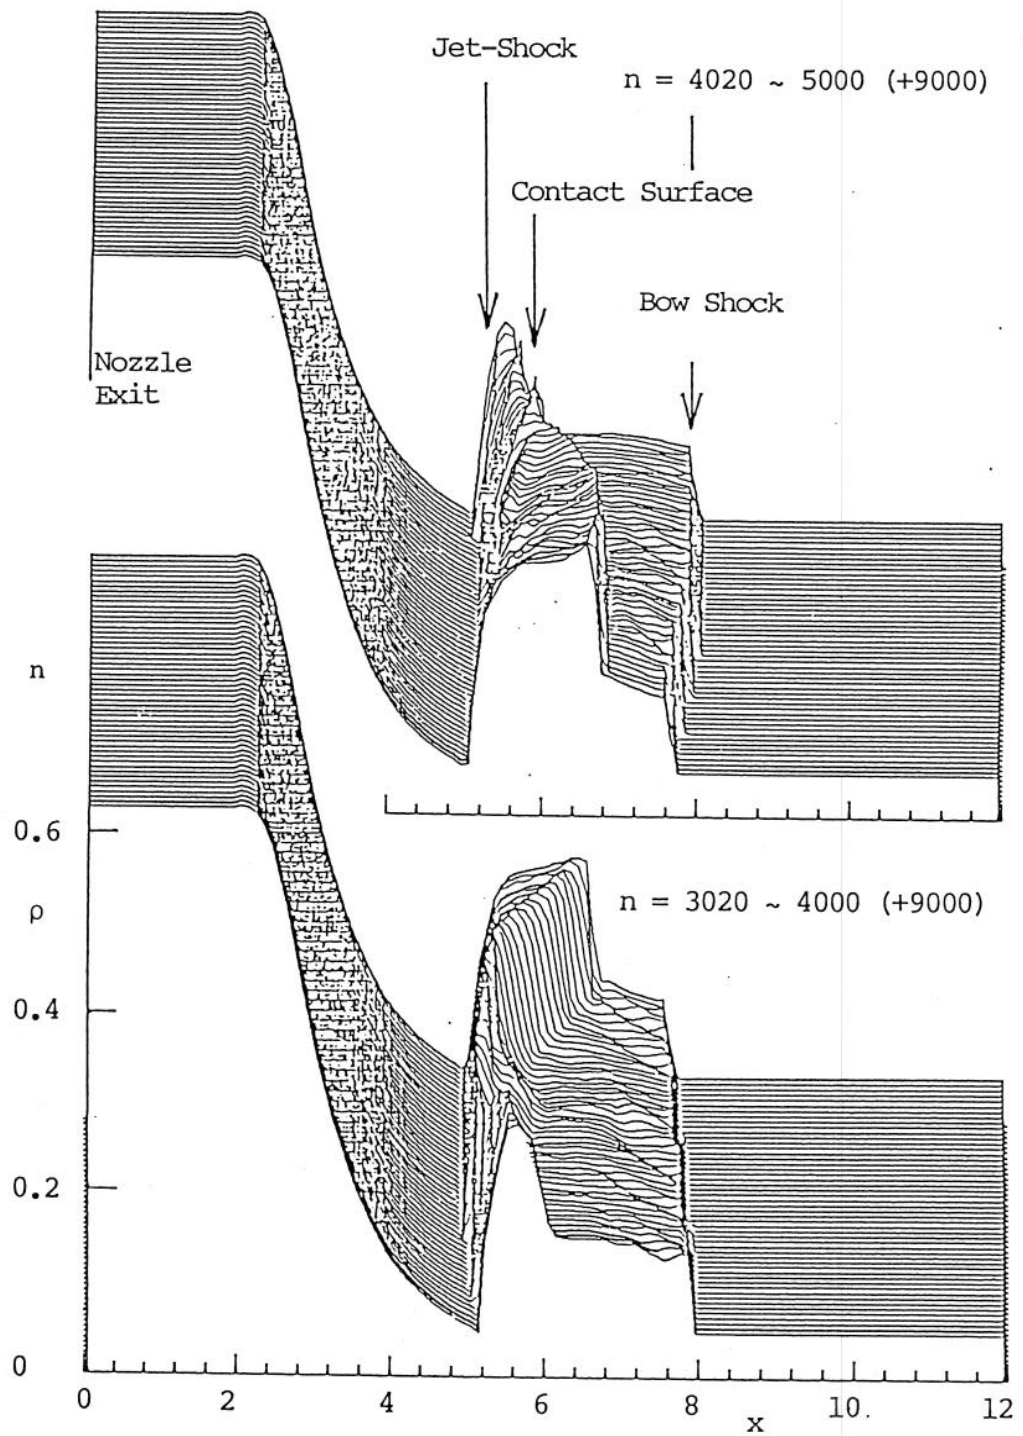 Jet-Shock
n = 4020 ~ 5000 (+9000)
Contact Surface
Bow Shock
Nozzle
Exit
n
0.6
ρ
n = 3020 ~ 4000 (+9000)
0.4
0.2
0
0 2 4 6 8 10 12
x